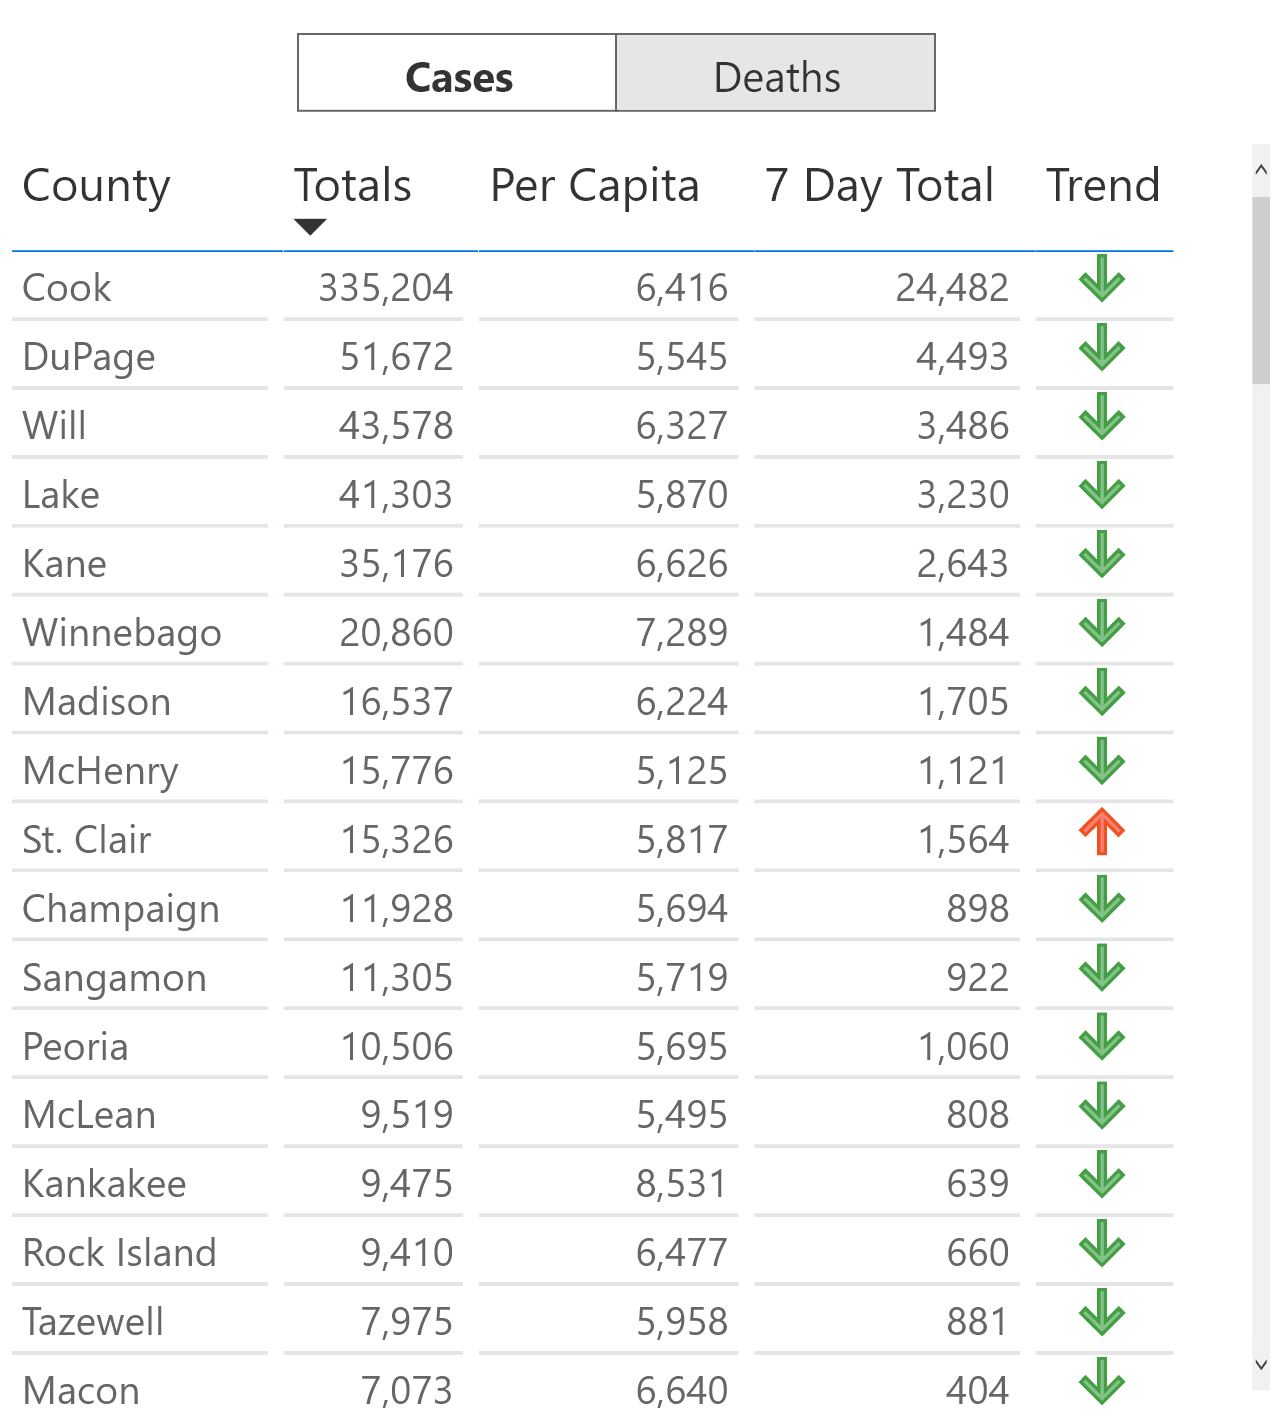 Cases Deaths
County Totals Per Capita 7 Day Total Trend
Cook 335,204 6,416 24,482
DuPage 51,672 5,545 4,493
Will 43,578 6,327 3,486
Lake 41,303 5,870 3,230
Kane 35,176 6,626 2,643
Winnebago 20,860 7,289 1,484
Madison 16,537 6,224 1,705
McHenry 15,776 5,125 1,121
St. Clair 15,326 5,817 1,564
Champaign 11,928 5,694 898
Sangamon 11,305 5,719 922
Peoria 10,506 5,695 1,060
McLean 9,519 5,495 808
Kankakee 9,475 8,531 639
Rock Island 9,410 6,477 660
Tazewell 7,975 5,958 881
Macon 7,073 6,640 404